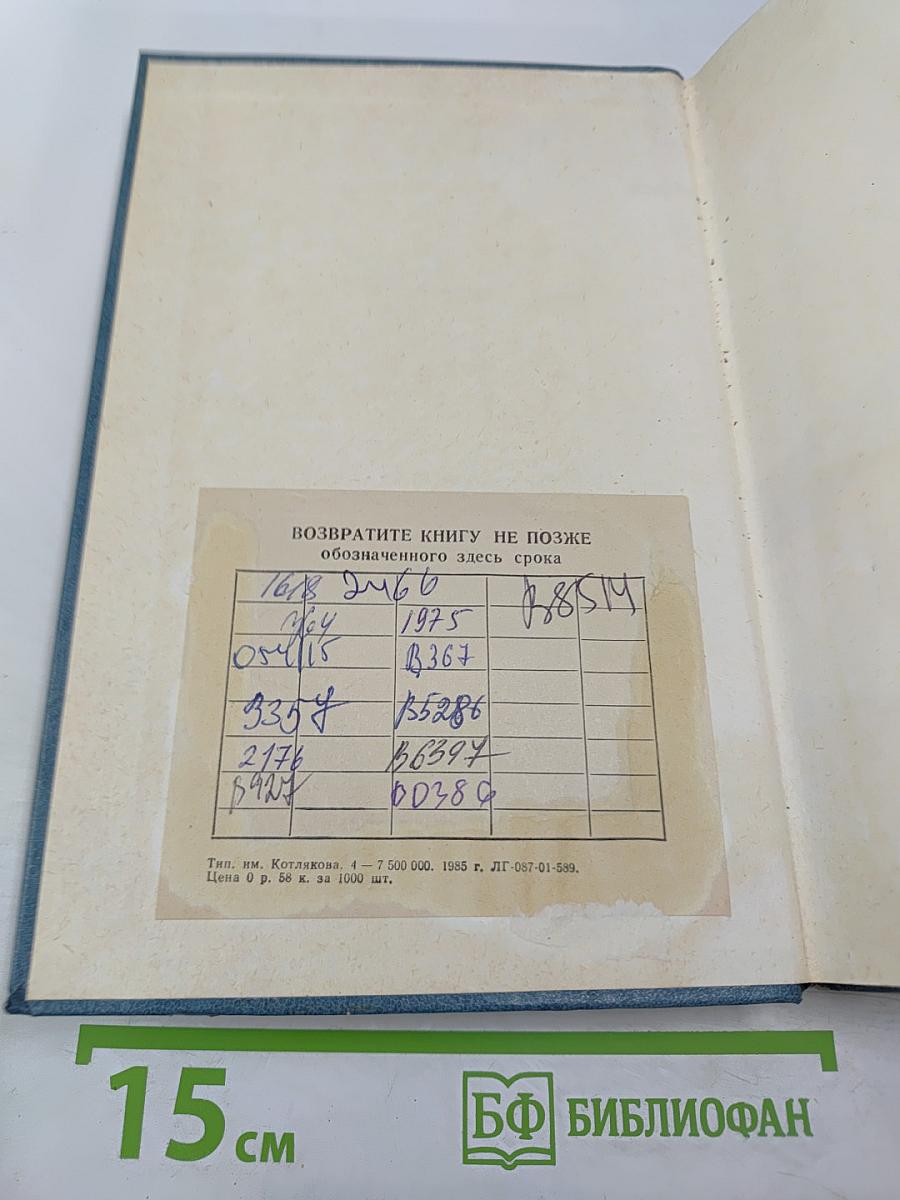 ВОЗВРАТИТЕ КНИГУ НЕ ПОЗЖЕ
обозначенного здесь срока
1618 2466 В8514
1975
05415 В367
В5286
2176 В6397
В927 В0380
Тип. им. Котлякова. 4 — 7 500 000. 1985 г. ЛГ-087-01-589.
Цена 0 р. 58 к. за 1000 шт.
15 см
БФ БИБЛИОФАН